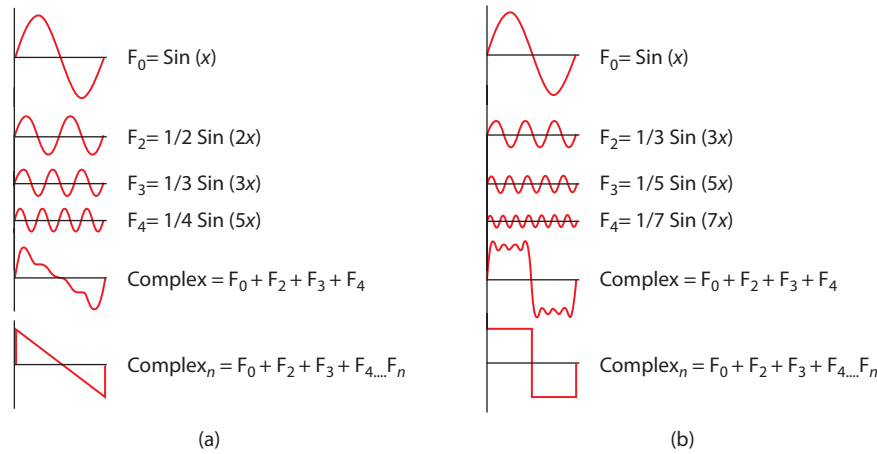 F₀= Sin (x)
F₂= 1/2 Sin (2x)
F₃= 1/3 Sin (3x)
F₄= 1/4 Sin (5x)
Complex = F₀ + F₂ + F₃ + F₄
Complexₙ = F₀ + F₂ + F₃ + F₄....Fₙ
(a)
F₀= Sin (x)
F₂= 1/3 Sin (3x)
F₃= 1/5 Sin (5x)
F₄= 1/7 Sin (7x)
Complex = F₀ + F₂ + F₃ + F₄
Complexₙ = F₀ + F₂ + F₃ + F₄....Fₙ
(b)